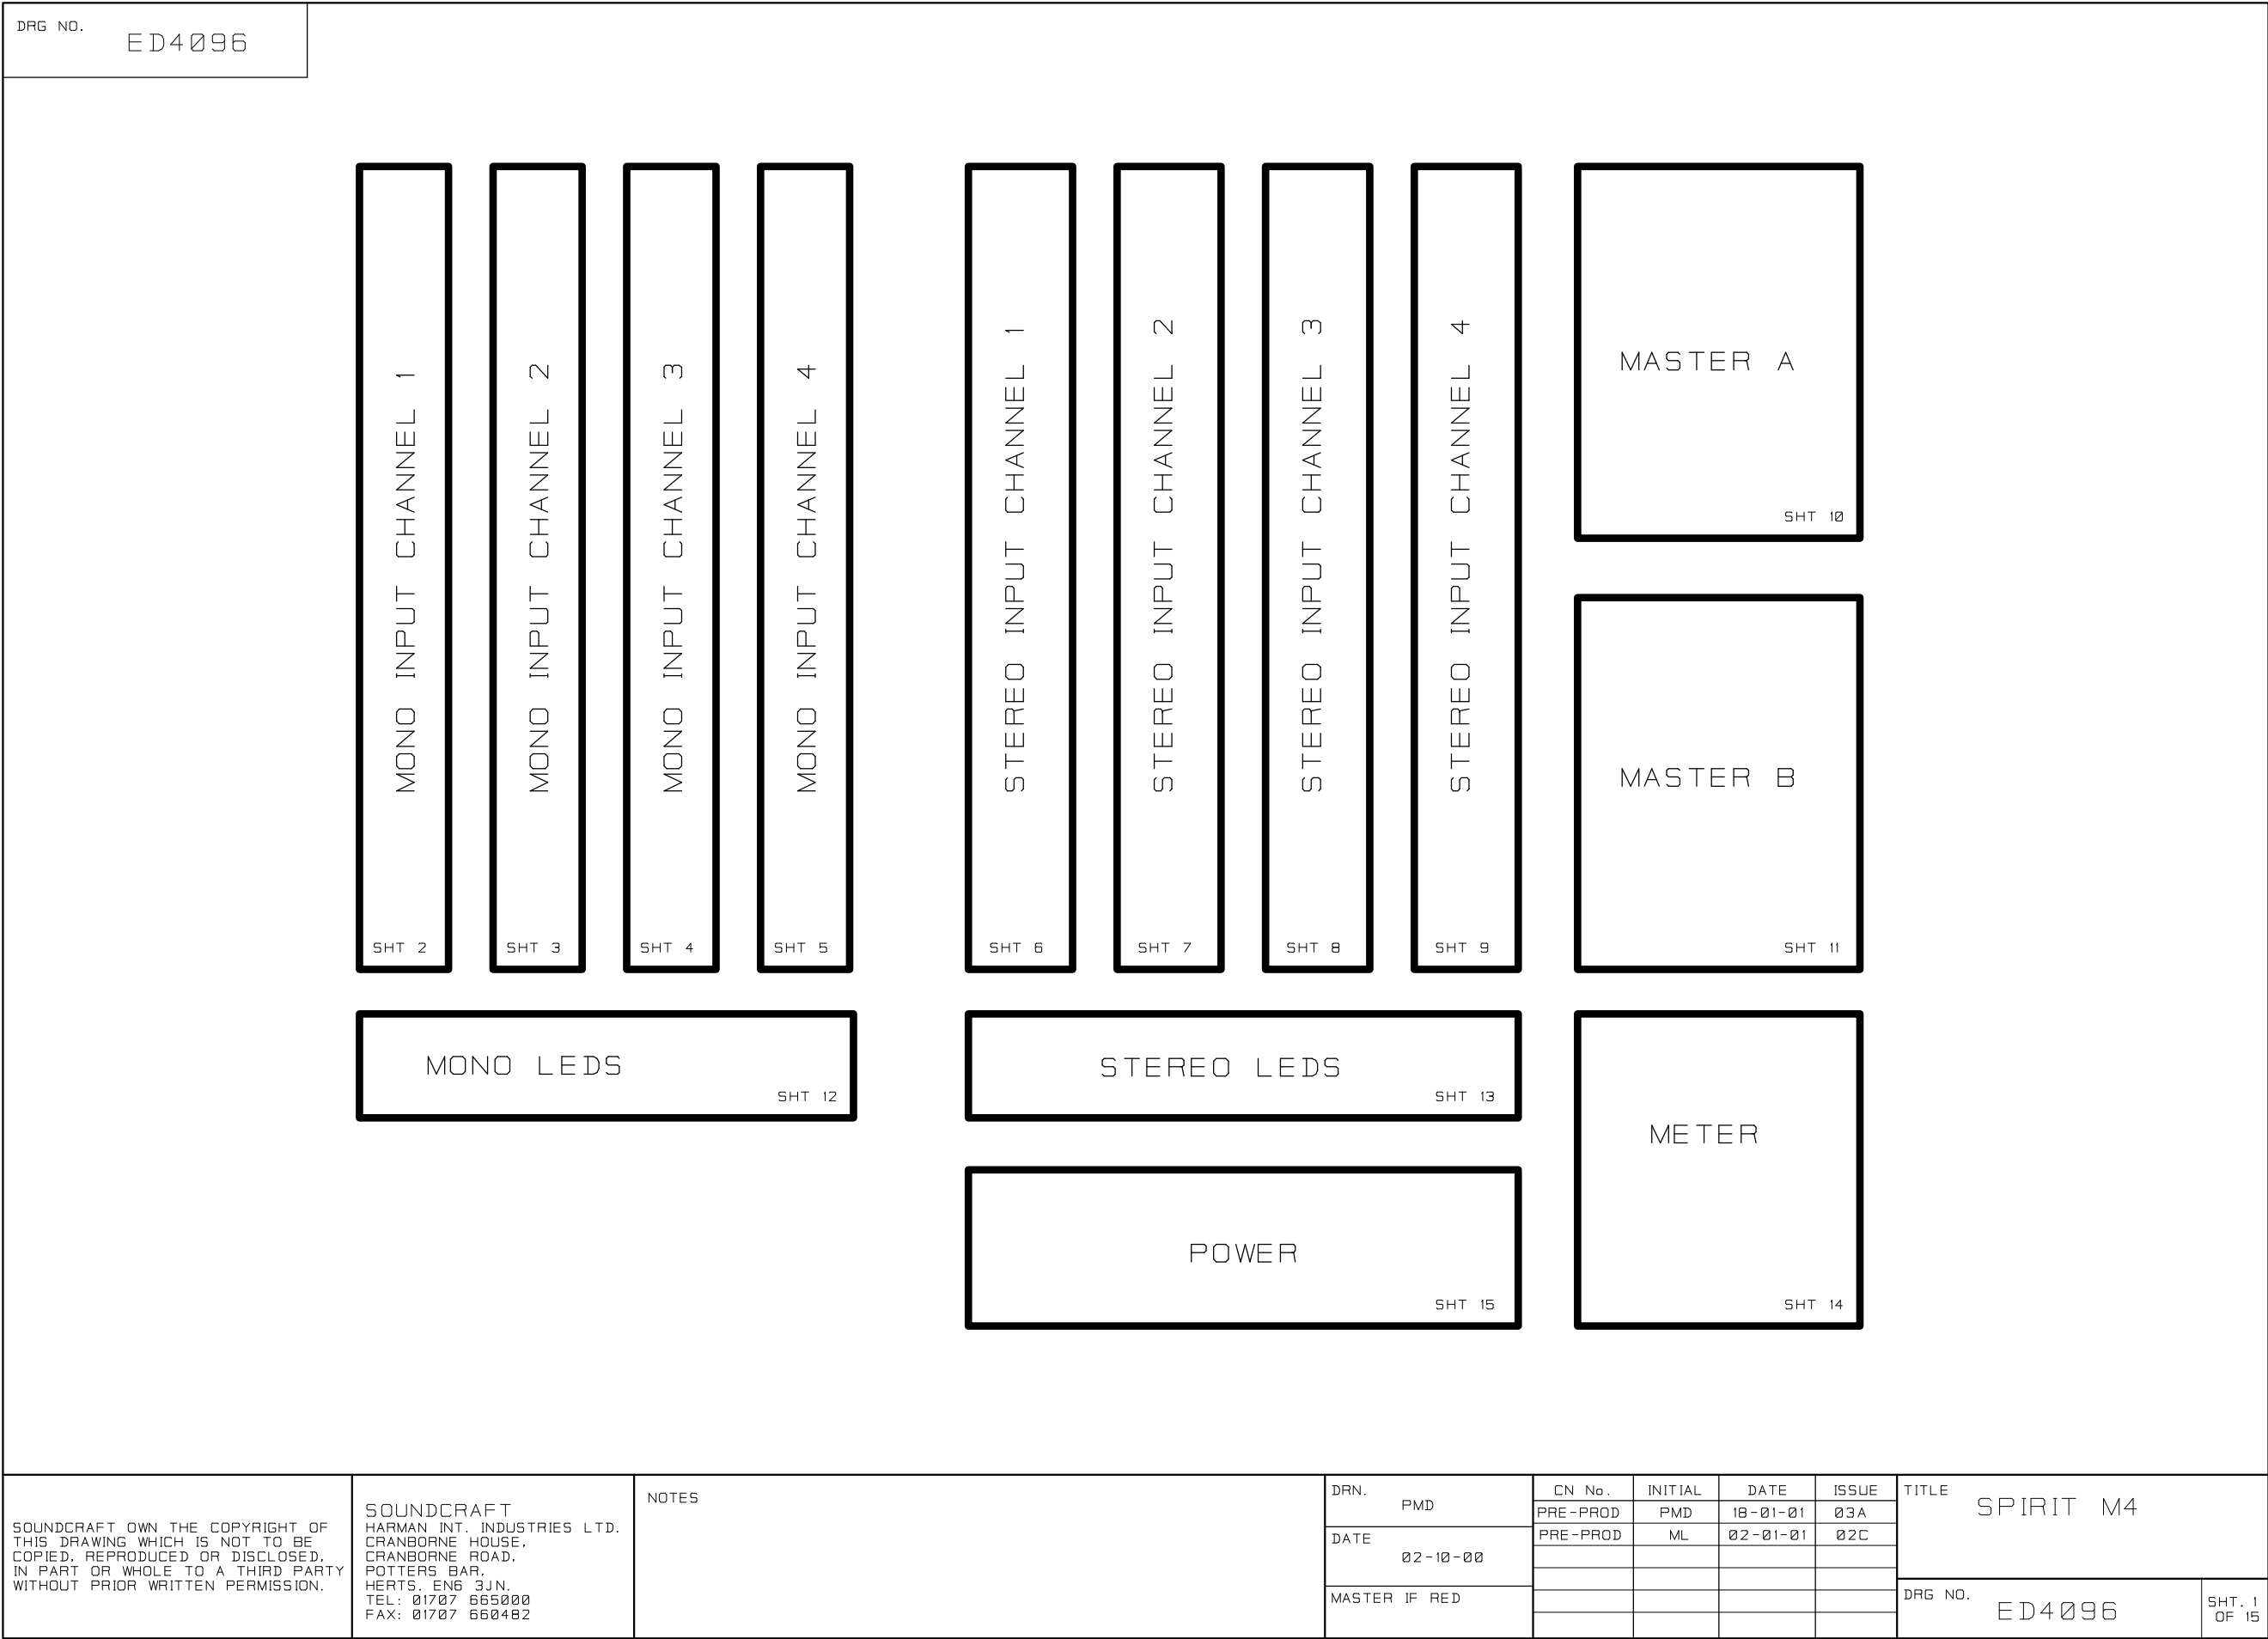 DRG NO.
ED4096
MONO INPUT CHANNEL 1
SHT 2
MONO INPUT CHANNEL 2
SHT 3
MONO INPUT CHANNEL 3
SHT 4
MONO INPUT CHANNEL 4
SHT 5
STEREO INPUT CHANNEL 1
SHT 6
STEREO INPUT CHANNEL 2
SHT 7
STEREO INPUT CHANNEL 3
SHT 8
STEREO INPUT CHANNEL 4
SHT 9
MASTER A
SHT 10
MASTER B
SHT 11
MONO LEDS
SHT 12
STEREO LEDS
SHT 13
METER
SHT 14
POWER
SHT 15
SOUNDCRAFT OWN THE COPYRIGHT OF
THIS DRAWING WHICH IS NOT TO BE
COPIED, REPRODUCED OR DISCLOSED,
IN PART OR WHOLE TO A THIRD PARTY
WITHOUT PRIOR WRITTEN PERMISSION.
SOUNDCRAFT
HARMAN INT. INDUSTRIES LTD.
CRANBORNE HOUSE,
CRANBORNE ROAD,
POTTERS BAR,
HERTS. EN6 3JN.
TEL: 01707 665000
FAX: 01707 660482
NOTES
DRN.
PMD
DATE
02-10-00
MASTER IF RED
CN No. INITIAL DATE ISSUE
PRE-PROD PMD 18-01-01 03A
PRE-PROD ML 02-01-01 02C
TITLE
SPIRIT M4
DRG NO.
ED4096
SHT. 1
OF 15